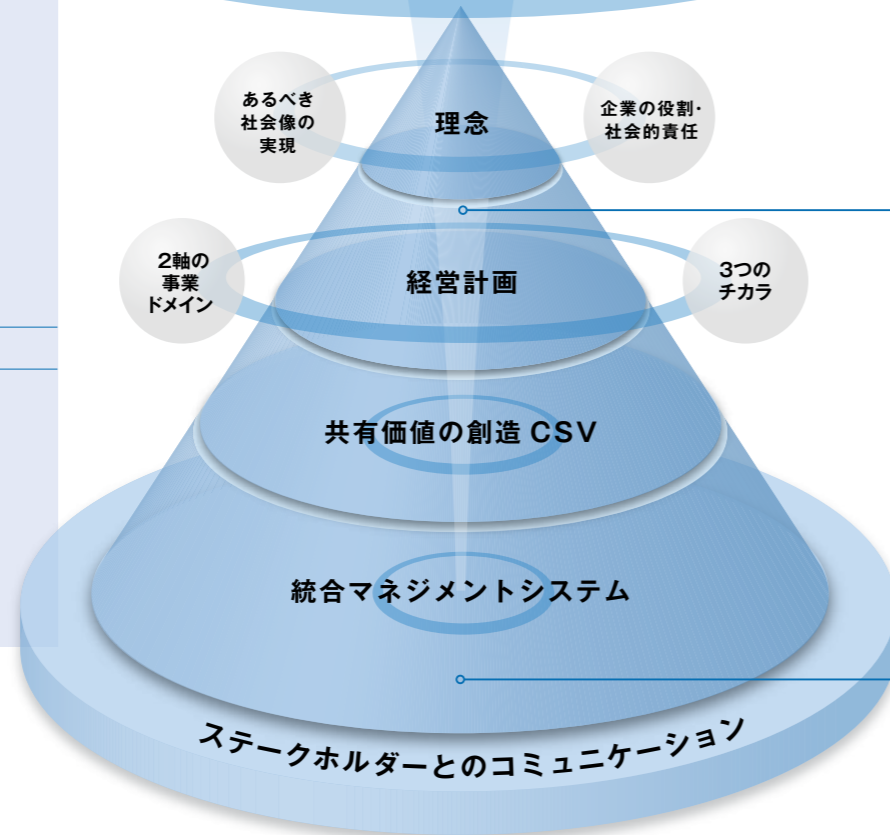 あるべき
社会像の
実現
理念
企業の役割・
社会的責任
2軸の
事業
ドメイン
経営計画
3つの
チカラ
共有価値の創造 CSV
統合マネジメントシステム
ステークホルダーとのコミュニケーション